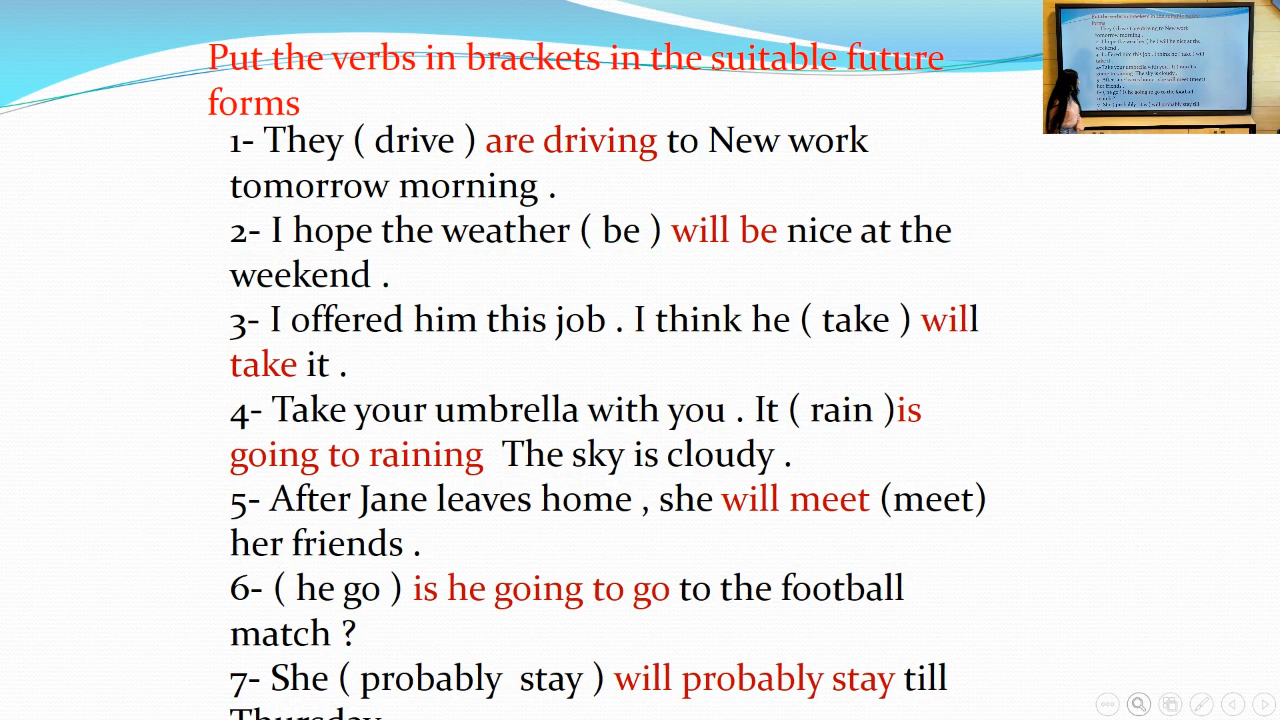 Put the verbs in brackets in the suitable future
forms
1- They ( drive ) are driving to New work
tomorrow morning .
2- I hope the weather ( be ) will be nice at the
weekend .
3- I offered him this job . I think he ( take ) will
take it .
4- Take your umbrella with you . It ( rain )is
going to raining The sky is cloudy .
5- After Jane leaves home , she will meet (meet)
her friends .
6- ( he go ) is he going to go to the football
match ?
7- She ( probably stay ) will probably stay till
Thursday